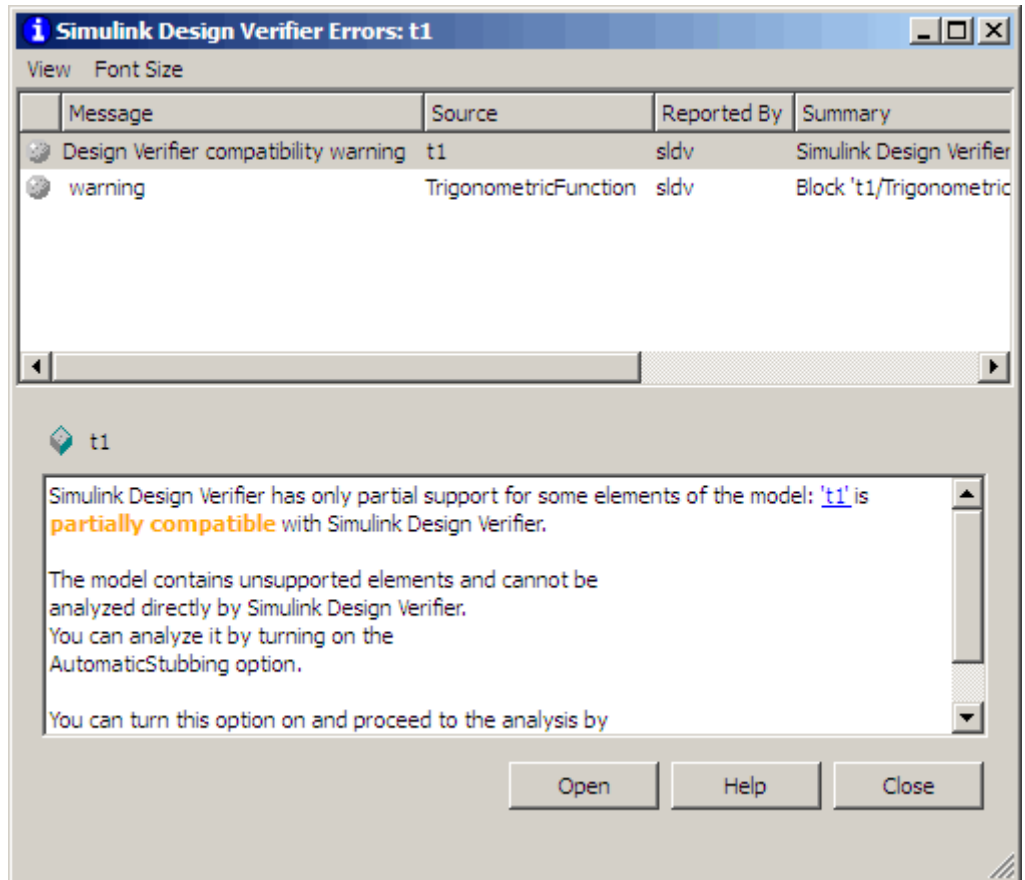 Simulink Design Verifier Errors: t1
View Font Size
Message Source Reported By Summary
Design Verifier compatibility warning t1 sldv Simulink Design Verifier
warning TrigonometricFunction sldv Block 't1/Trigonometric
t1
Simulink Design Verifier has only partial support for some elements of the model: 't1' is
partially compatible with Simulink Design Verifier.
The model contains unsupported elements and cannot be
analyzed directly by Simulink Design Verifier.
You can analyze it by turning on the
AutomaticStubbing option.
You can turn this option on and proceed to the analysis by
Open Help Close